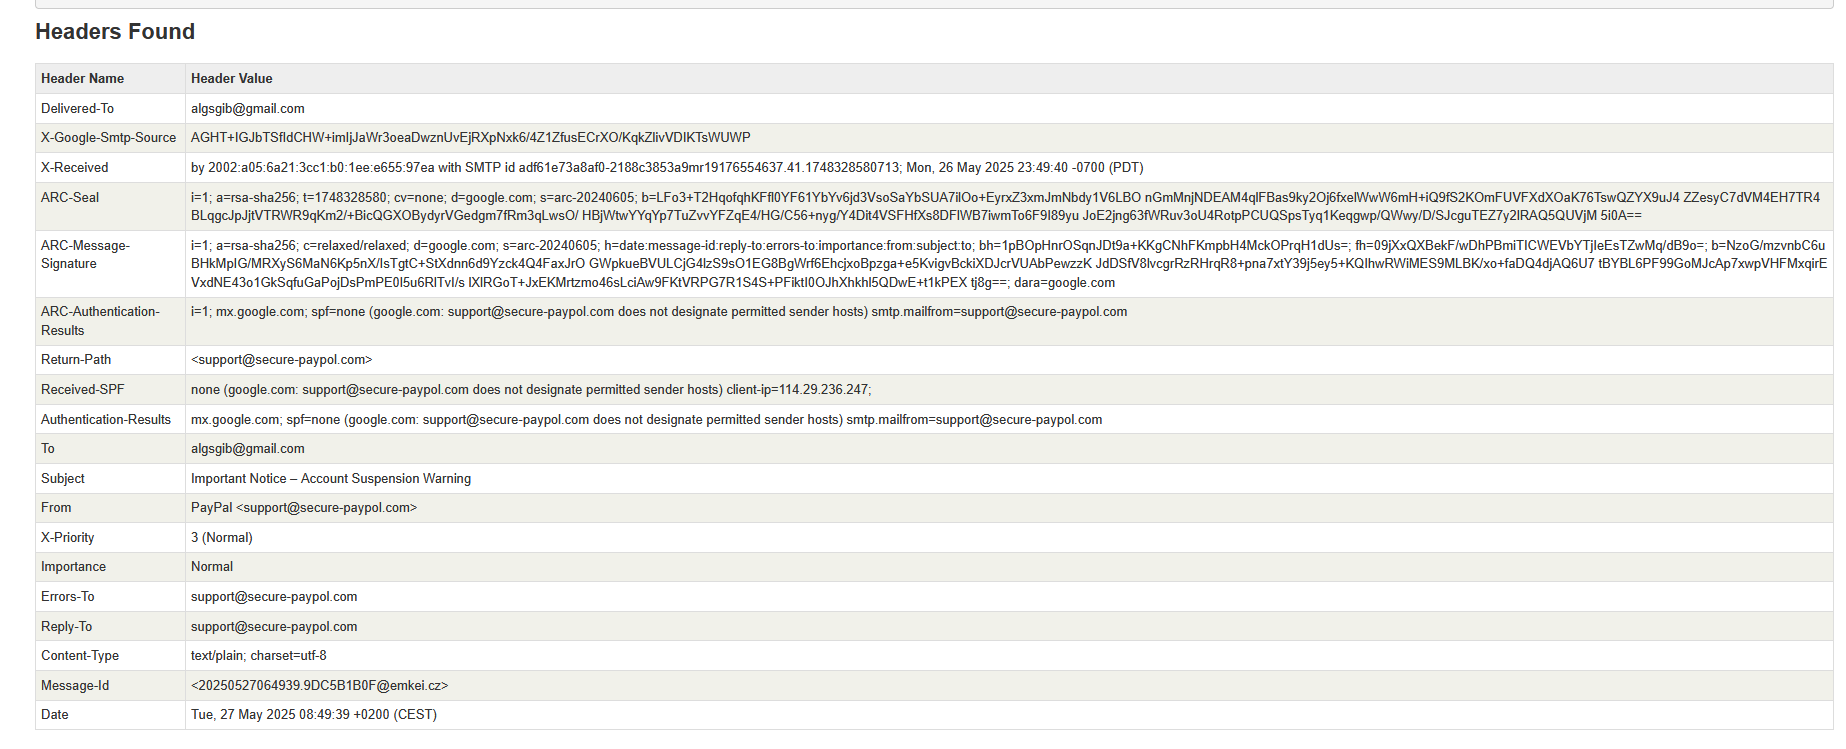 Headers Found
Header Name Header Value
Delivered-To algsgib@gmail.com
X-Google-Smtp-Source AGHT+IGJbTSfIdCHW+imIjJaWr3oeaDwznUvEjRXpNxk6/4Z1ZfusECrXO/KqkZlivVDIKTsWUWP
X-Received by 2002:a05:6a21:3cc1:b0:1ee:e655:97ea with SMTP id adf61e73a8af0-2188c3853a9mr19176554637.41.1748328580713; Mon, 26 May 2025 23:49:40 -0700 (PDT)
ARC-Seal i=1; a=rsa-sha256; t=1748328580; cv=none; d=google.com; s=arc-20240605; b=LFo3+T2HqofqhKFfl0YF61YbYv6jd3VsoSaYbSUA7ilOo+EyrxZ3xmJmNbdy1V6LBO nGmMnjNDEAM4qlFBas9ky2Oj6fxelWwW6mH+iQ9fS2KOmFUVFXdXOaK76TswQZYX9uJ4 ZZesyC7dVM4EH7TR4
BLqgcJpJjtVTRWR9qKm2/+BicQGXOBydyrVGedgm7fRm3qLwsO/ HBjWtwYYqYp7TuZvvYFZqE4/HG/C56+nyg/Y4Dit4VSFHfXs8DFlWB7iwmTo6F9I89yu JoE2jng63fWRuv3oU4RotpPCUQSpsTyq1Keqgwp/QWwy/D/SJcguTEZ7y2lRAQ5QUVjM 5i0A==
ARC-Message-
Signature
i=1; a=rsa-sha256; c=relaxed/relaxed; d=google.com; s=arc-20240605; h=date:message-id:reply-to:errors-to:importance:from:subject:to; bh=1pBOpHnrOSqnJDt9a+KKgCNhFKmpbH4MckOPrqH1dUs=; fh=09jXxQXBekF/wDhPBmiTICWEVbYTjIeEsTZwMq/dB9o=; b=NzoG/mzvnbC6u
BHkMpIG/MRXyS6MaN6Kp5nX/IsTgtC+StXdnn6d9Yzck4Q4FaxJrO GWpkueBVULCjG4lzS9sO1EG8BgWrf6EhcjxoBpzga+e5KvigvBckiXDJcrVUAbPewzzK JdDSfV8lvcgrRzRHrqR8+pna7xtY39j5ey5+KQIhwRWiMES9MLBK/xo+faDQ4djAQ6U7 tBYBL6PF99GoMJcAp7xwpVHFMxqirE
VxdNE43o1GkSqfuGaPojDsPmPE0I5u6RlTvI/s lXlRGoT+JxEKMrtzmo46sLciAw9FKtVRPG7R1S4S+PFiktI0OJhXhkhI5QDwE+t1kPEX tj8g==; dara=google.com
ARC-Authentication-
Results
i=1; mx.google.com; spf=none (google.com: support@secure-paypol.com does not designate permitted sender hosts) smtp.mailfrom=support@secure-paypol.com
Return-Path <support@secure-paypol.com>
Received-SPF none (google.com: support@secure-paypol.com does not designate permitted sender hosts) client-ip=114.29.236.247;
Authentication-Results mx.google.com; spf=none (google.com: support@secure-paypol.com does not designate permitted sender hosts) smtp.mailfrom=support@secure-paypol.com
To algsgib@gmail.com
Subject Important Notice – Account Suspension Warning
From PayPal <support@secure-paypol.com>
X-Priority 3 (Normal)
Importance Normal
Errors-To support@secure-paypol.com
Reply-To support@secure-paypol.com
Content-Type text/plain; charset=utf-8
Message-Id <20250527064939.9DC5B1B0F@emkei.cz>
Date Tue, 27 May 2025 08:49:39 +0200 (CEST)